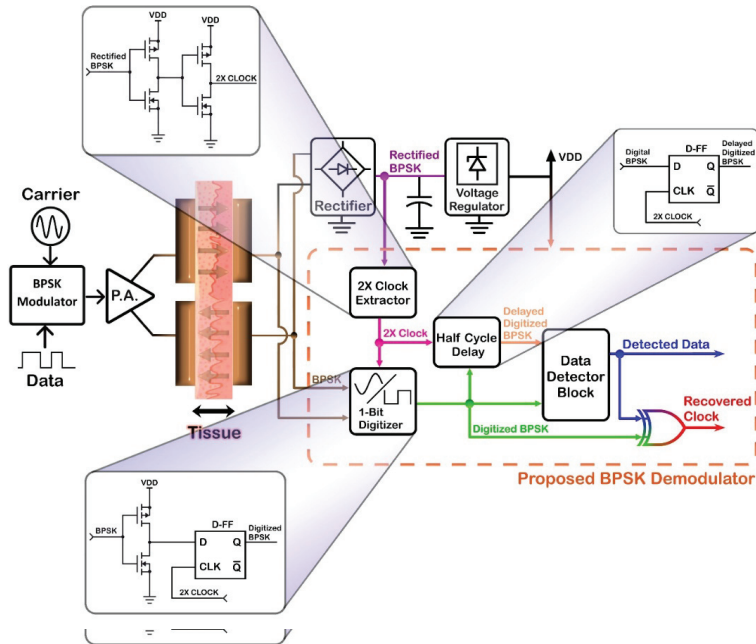 VDD
VDD
Rectified
BPSK
2X CLOCK
Rectifier
Rectified
BPSK
Voltage
Regulator
VDD
Digital
BPSK
D-FF
Delayed
Digitized
BPSK
D
Q
CLK
Q
2X CLOCK
Carrier
BPSK
Modulator
P.A.
Data
Tissue
2X Clock
Extractor
2X Clock
Half Cycle
Delay
Delayed
Digitized
BPSK
Data
Detector
Block
Detected Data
Recovered
Clock
BPSK
1-Bit
Digitizer
Digitized BPSK
Proposed BPSK Demodulator
VDD
BPSK
D-FF
Digitized
BPSK
D
Q
CLK
Q
2X CLOCK